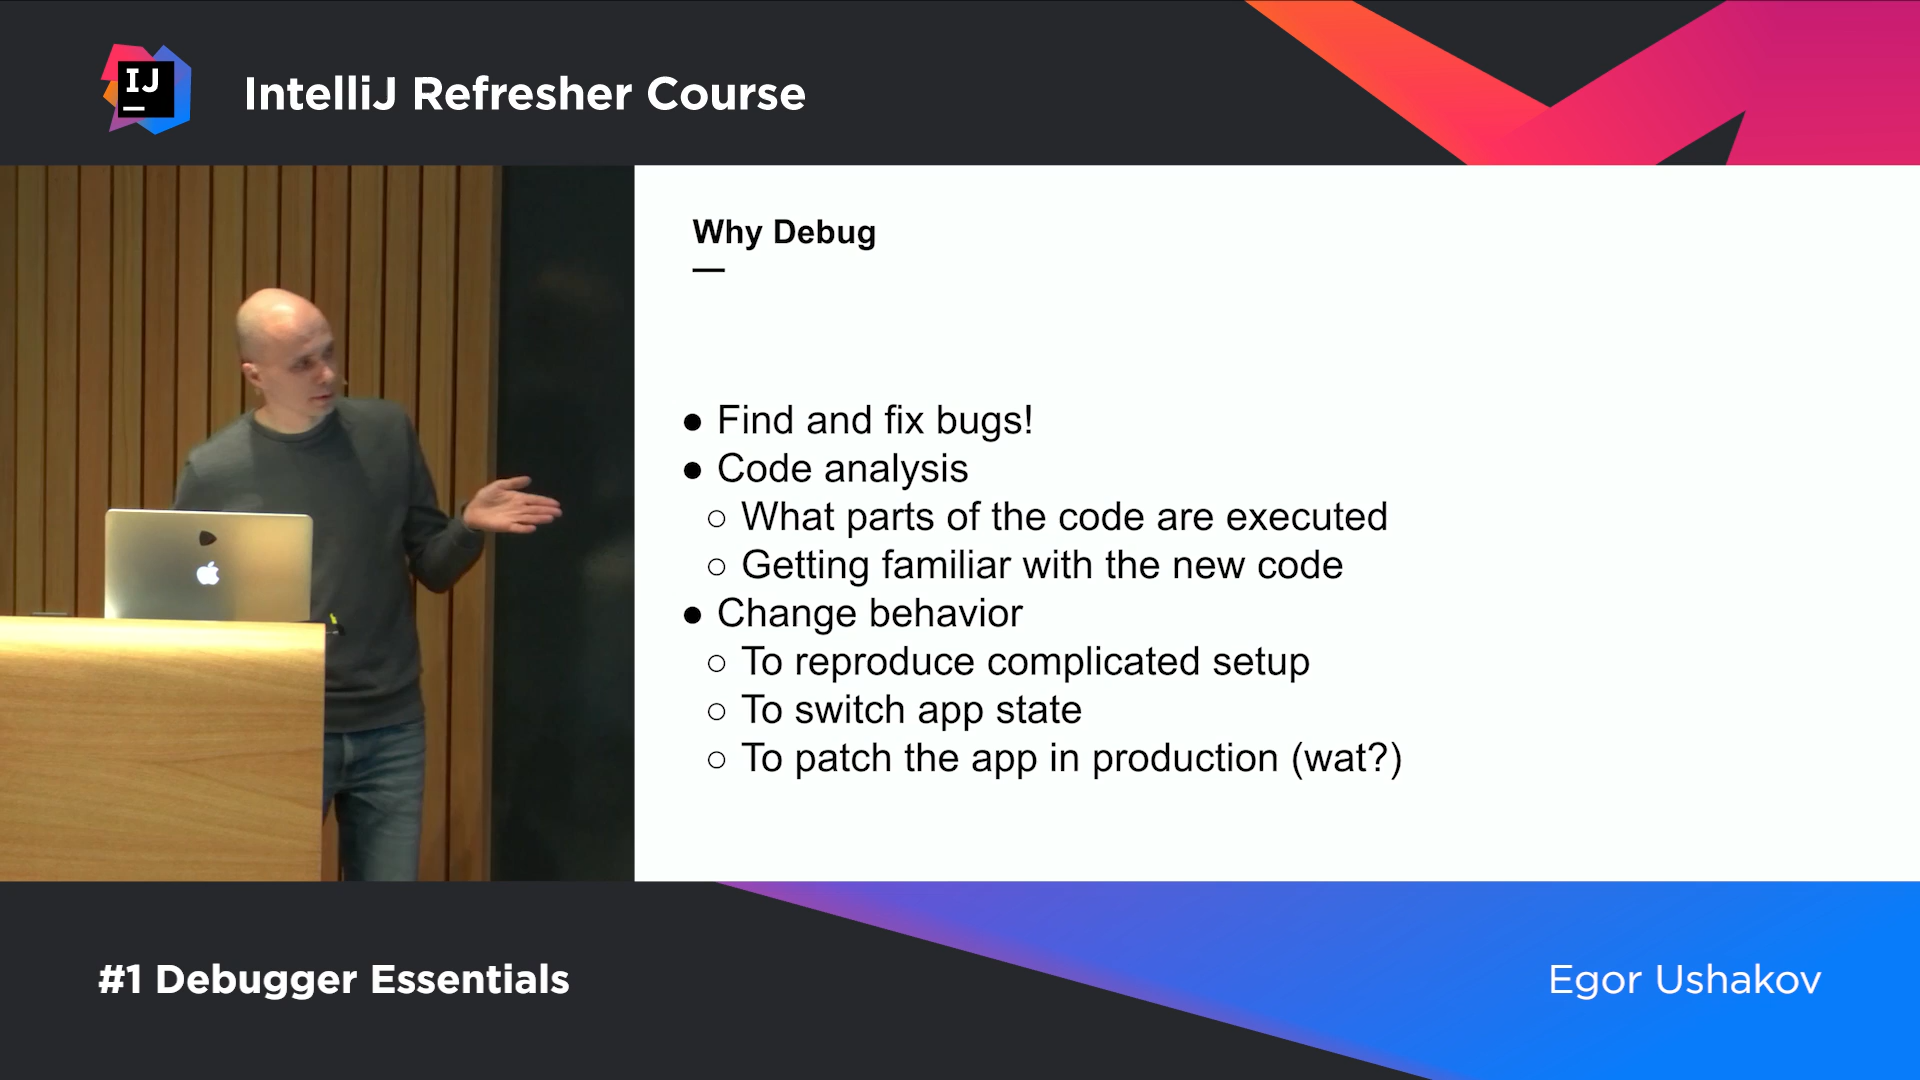 IJ
IntelliJ Refresher Course
Why Debug
● Find and fix bugs!
● Code analysis
○ What parts of the code are executed
○ Getting familiar with the new code
● Change behavior
○ To reproduce complicated setup
○ To switch app state
○ To patch the app in production (wat?)
#1 Debugger Essentials
Egor Ushakov